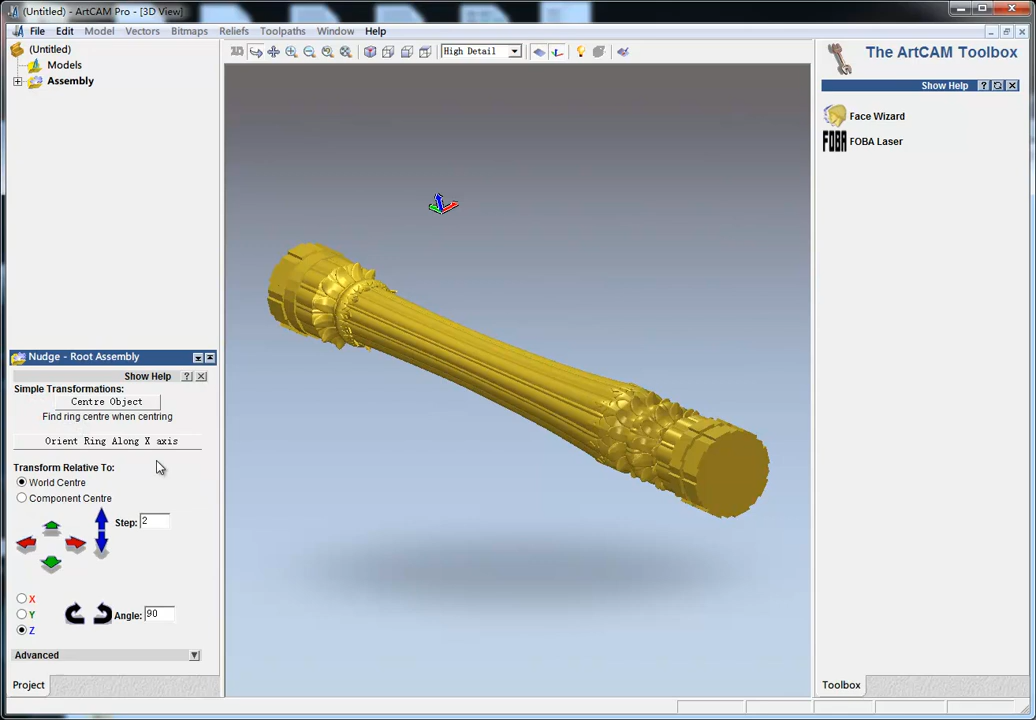 (Untitled) - ArtCAM Pro - [3D View]
File Edit Models Vectors Bitmaps Reliefs Toolpaths Window Help
(Untitled)
Models
Assembly
3D
High Detail
The ArtCAM Toolbox
Show Help ?
Face Wizard
FOBA FOBA Laser
Nudge - Root Assembly
Show Help ?
Simple Transformations:
Centre Object
Find ring centre when centring
Orient Ring Along X axis
Transform Relative To:
World Centre
Component Centre
Step: 2
X
Y
Z
Angle: 90
Advanced
Project
Toolbox